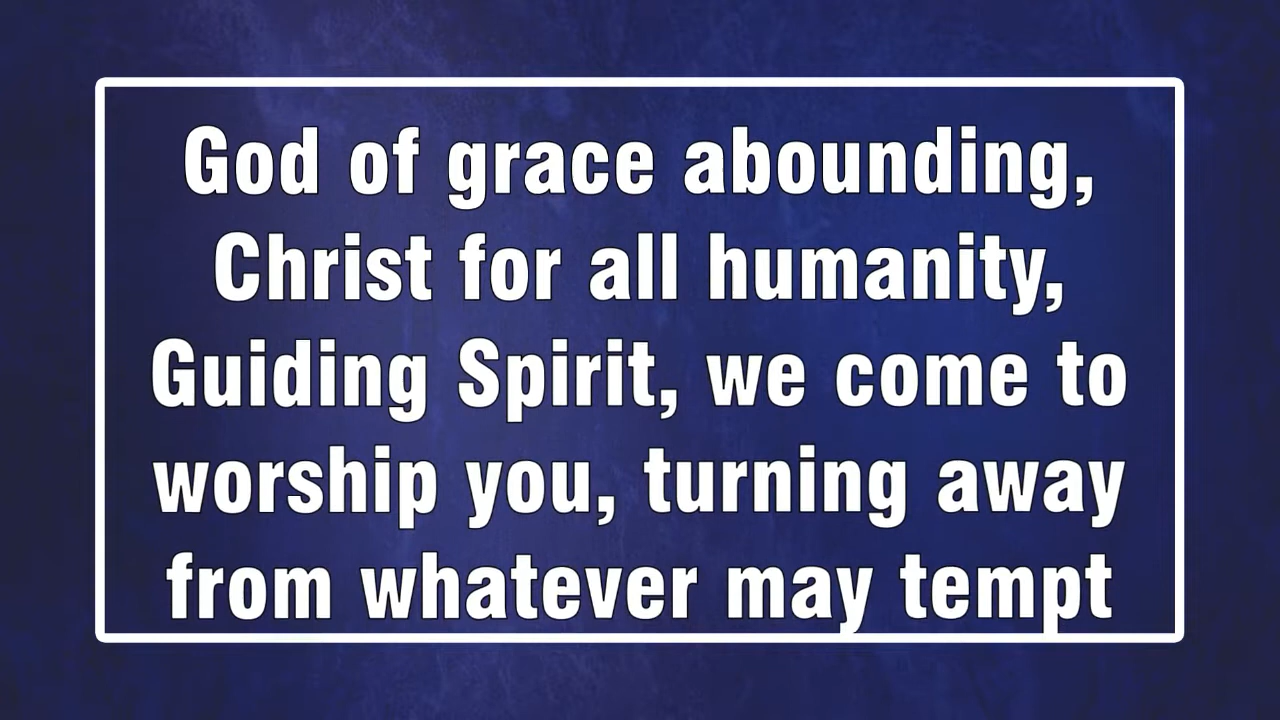 God of grace abounding,
Christ for all humanity,
Guiding Spirit, we come to
worship you, turning away
from whatever may tempt